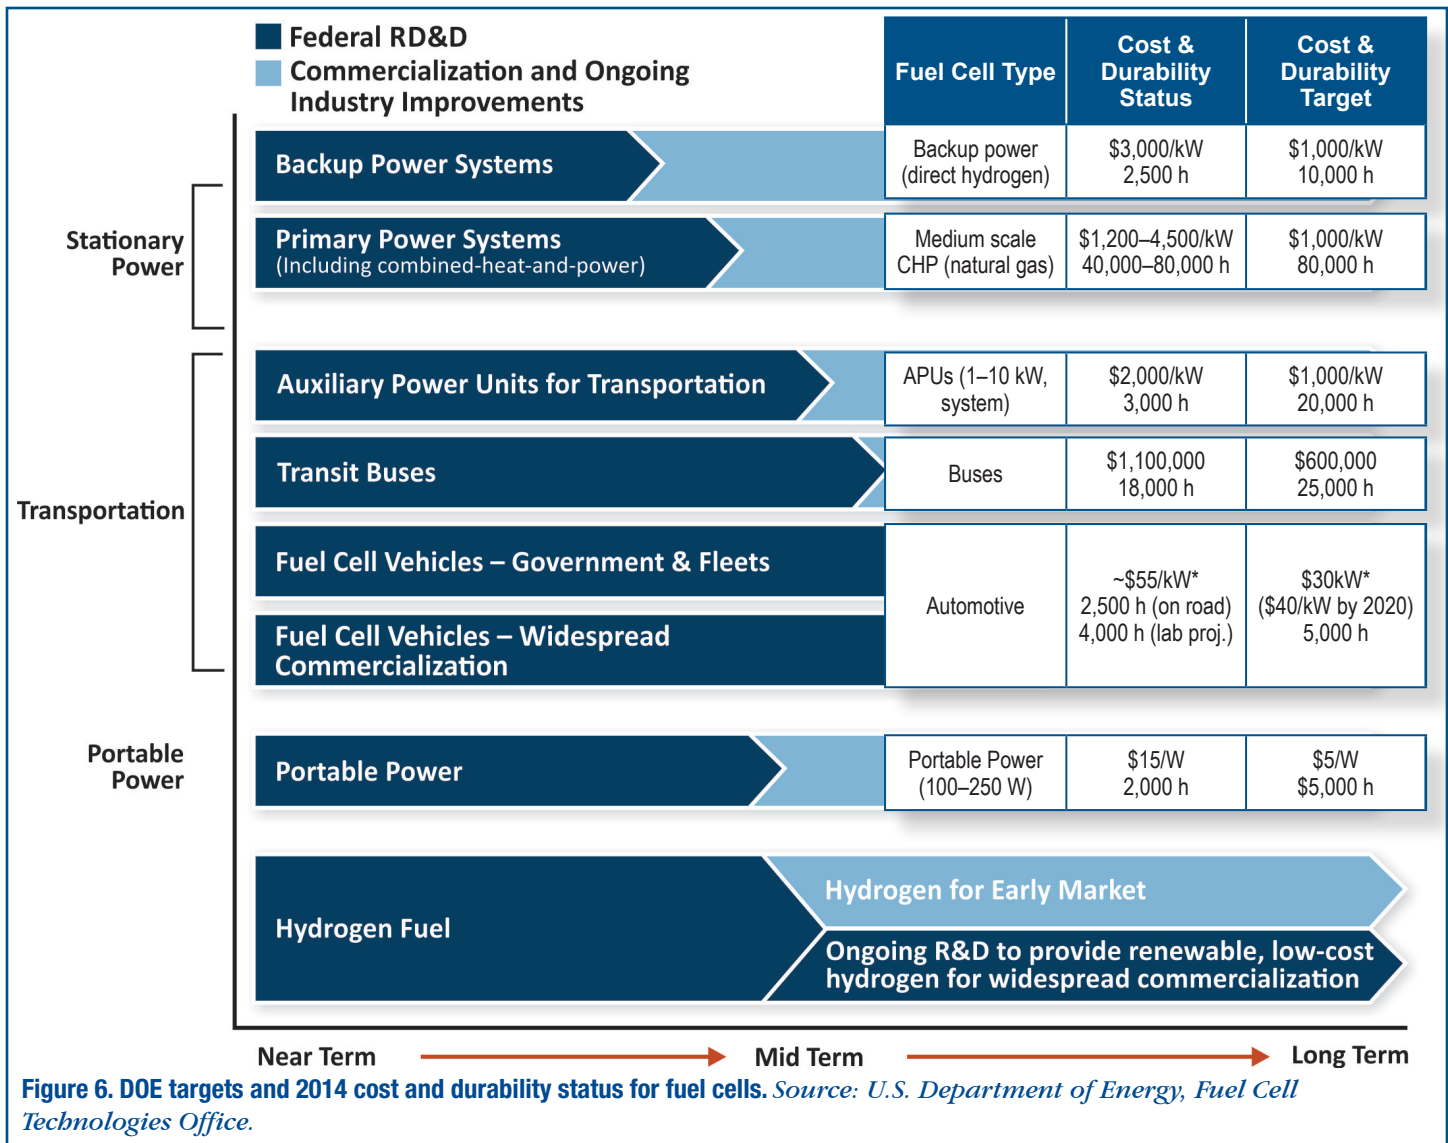 Federal RD&D
Commercialization and Ongoing
Industry Improvements
Fuel Cell Type
Cost &
Durability
Status
Cost &
Durability
Target
Stationary
Power
Backup Power Systems
Backup power
(direct hydrogen)
$3,000/kW
2,500 h
$1,000/kW
10,000 h
Primary Power Systems
(Including combined-heat-and-power)
Medium scale
CHP (natural gas)
$1,200–4,500/kW
40,000–80,000 h
$1,000/kW
80,000 h
Transportation
Auxiliary Power Units for Transportation
APUs (1–10 kW,
system)
$2,000/kW
3,000 h
$1,000/kW
20,000 h
Transit Buses
Buses
$1,100,000
18,000 h
$600,000
25,000 h
Fuel Cell Vehicles – Government & Fleets
Fuel Cell Vehicles – Widespread
Commercialization
Automotive
~$55/kW*
2,500 h (on road)
4,000 h (lab proj.)
$30kW*
($40/kW by 2020)
5,000 h
Portable
Power
Portable Power
Portable Power
(100–250 W)
$15/W
2,000 h
$5/W
$5,000 h
Hydrogen Fuel
Hydrogen for Early Market
Ongoing R&D to provide renewable, low-cost
hydrogen for widespread commercialization
Near Term
Mid Term
Long Term
Figure 6. DOE targets and 2014 cost and durability status for fuel cells. Source: U.S. Department of Energy, Fuel Cell
Technologies Office.